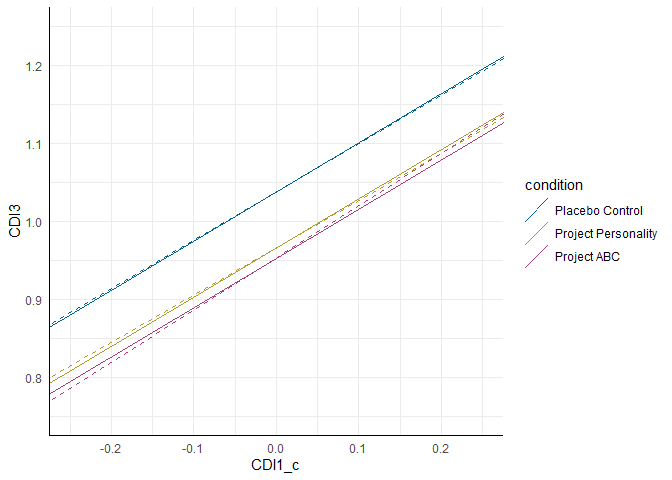 CDI3
1.2
1.1
1.0
0.9
0.8
-0.2 -0.1 0.0 0.1 0.2
CDI1_c
condition
Placebo Control
Project Personality
Project ABC